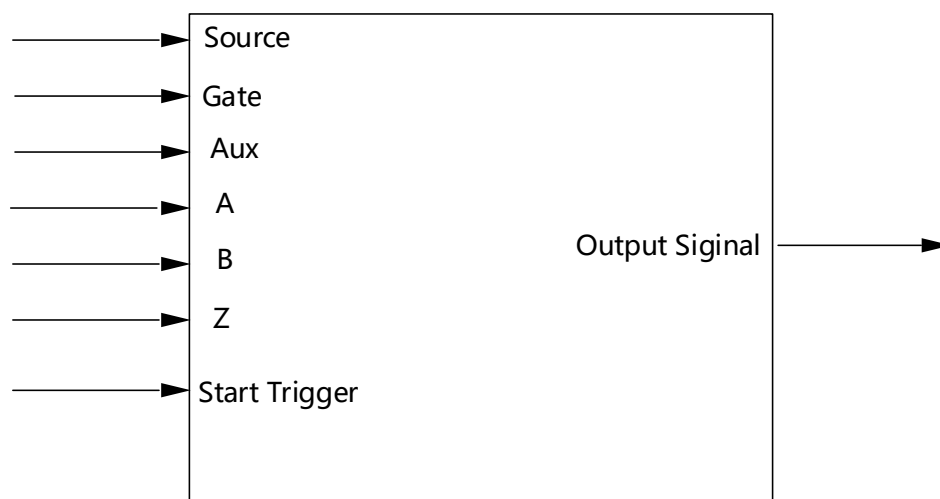 Source
Gate
Aux
A
B
Output Siginal
Z
Start Trigger